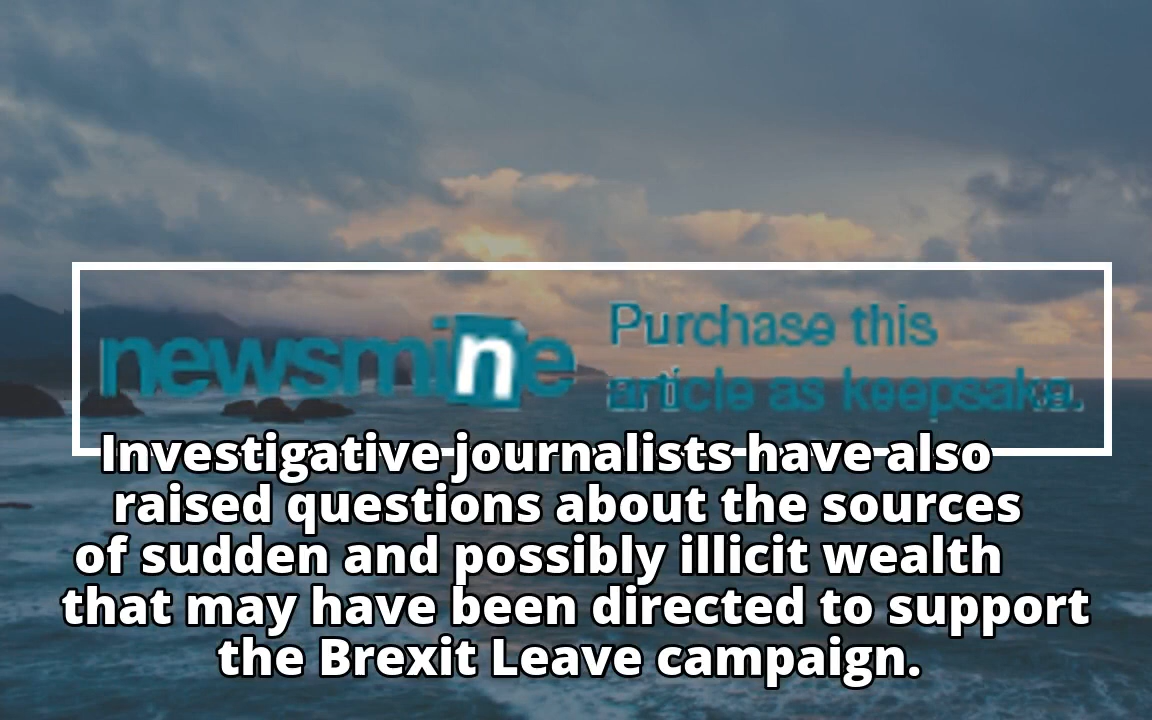 newsmine
Purchase this
article as keepsake.
Investigative journalists have also
raised questions about the sources
of sudden and possibly illicit wealth
that may have been directed to support
the Brexit Leave campaign.